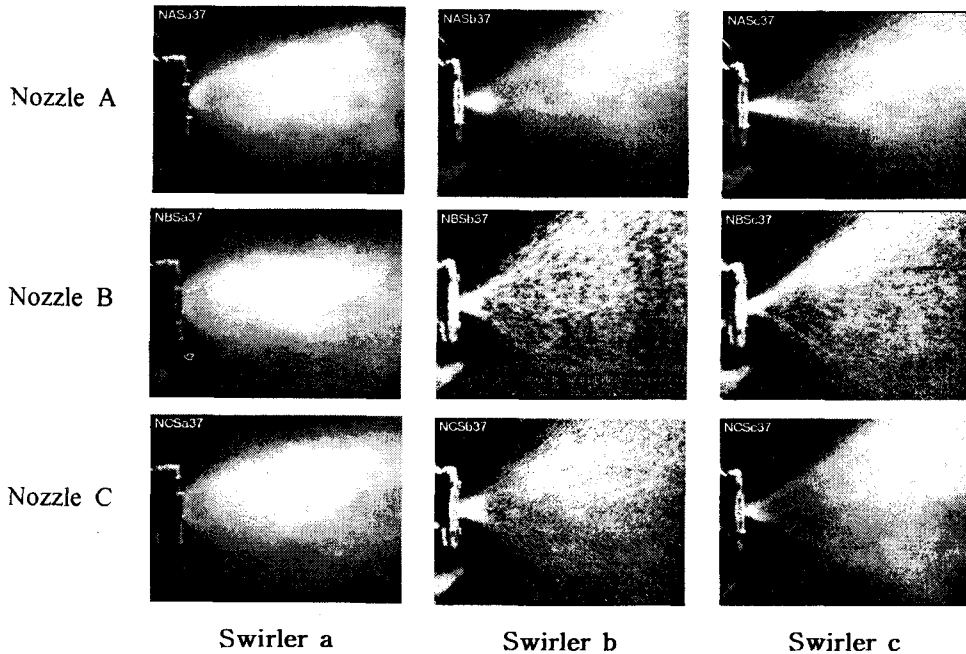 NASa37 NASb37 NASc37
Nozzle A
NBSa37 NBSb37 NBSc37
Nozzle B
NCSa37 NCSb37 NCSc37
Nozzle C
Swirler a Swirler b Swirler c